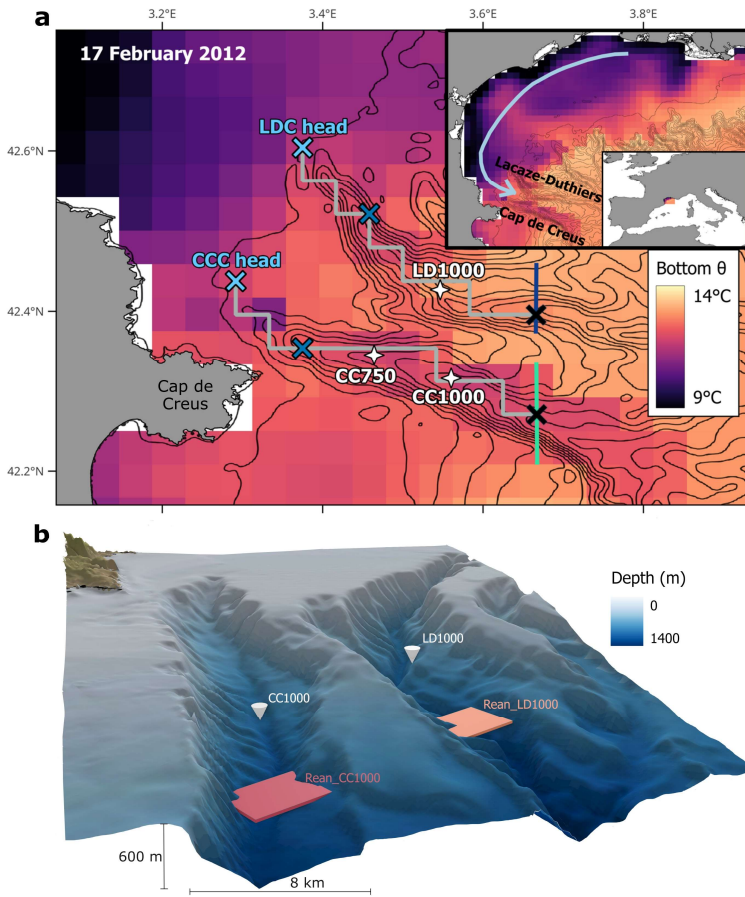 a
3.2°E
3.4°E
3.6°E
3.8°E
17 February 2012
LDC head
42.6°N
Lacaze-Duthiers
Cap de Creus
CCC head
LD1000
Bottom θ
14°C
9°C
42.4°N
CC750
CC1000
Cap de
Creus
42.2°N
b
Depth (m)
0
1400
LD1000
CC1000
Rean_LD1000
Rean_CC1000
600 m
8 km